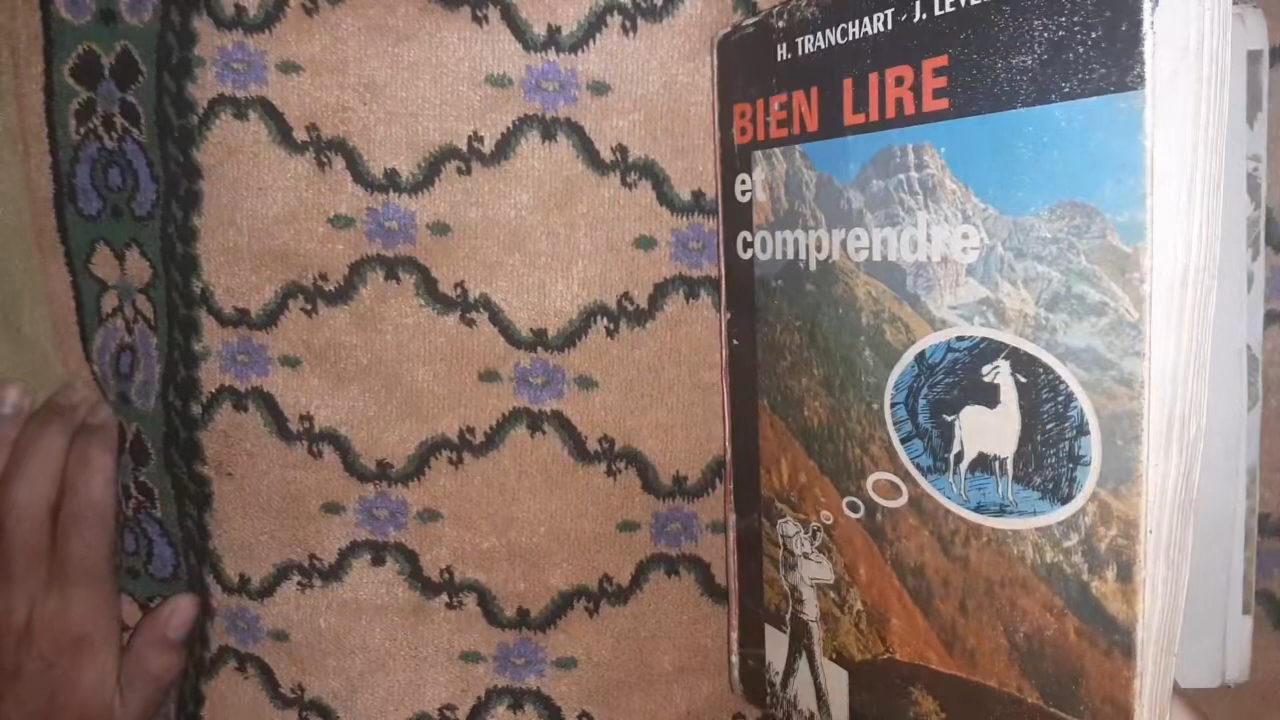 H. TRANCHART - J.
BIEN LIRE
et
comprendre